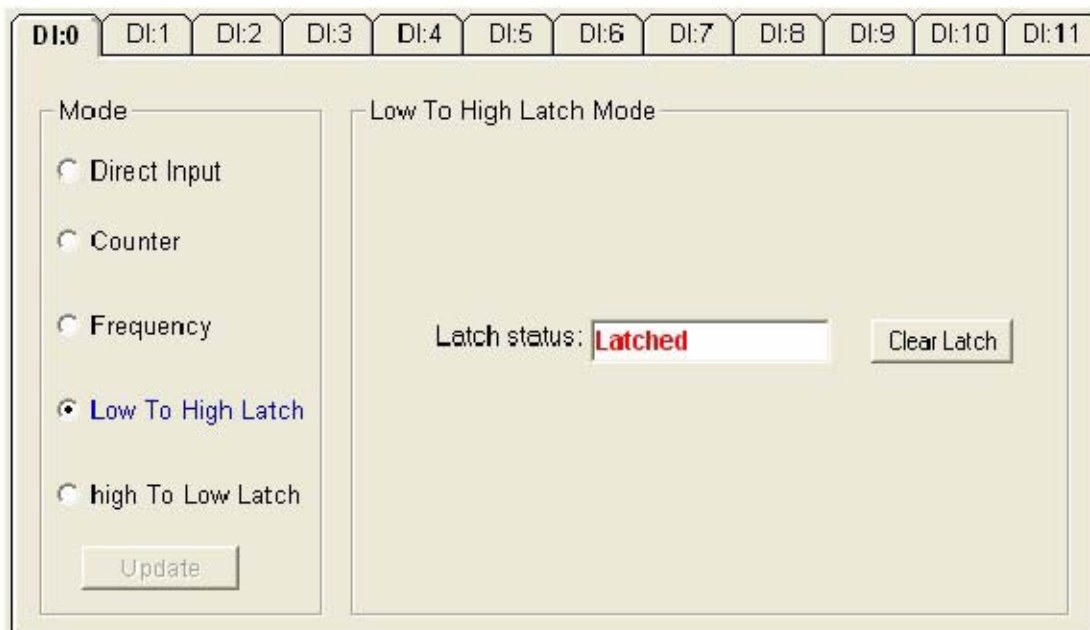 DI:0 DI:1 DI:2 DI:3 DI:4 DI:5 DI:6 DI:7 DI:8 DI:9 DI:10 DI:11
Mode
Direct Input
Counter
Frequency
Low To High Latch
high To Low Latch
Update
Low To High Latch Mode
Latch status: Latched Clear Latch